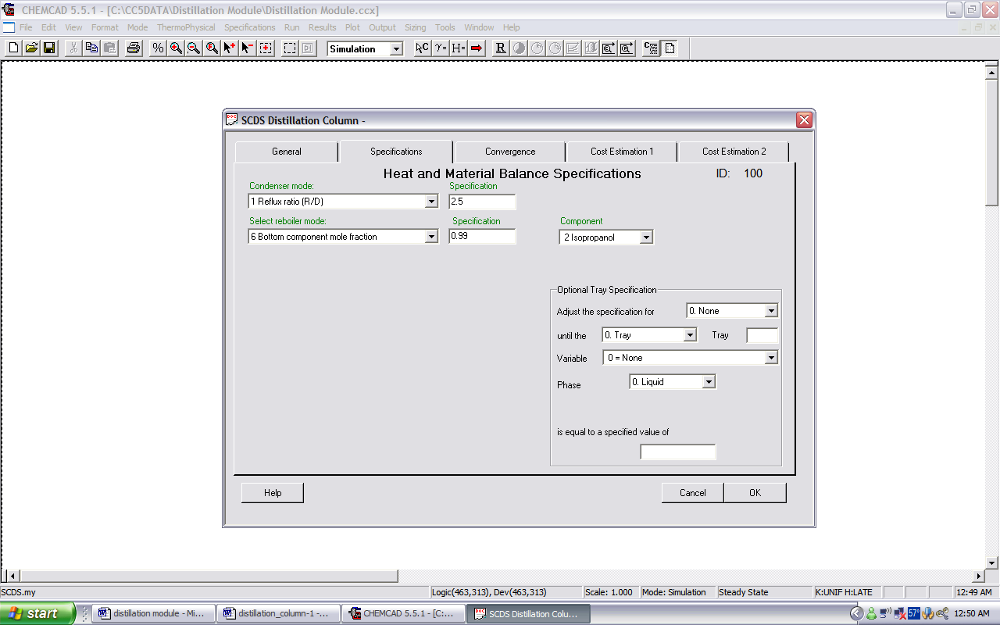 CHEMCAD 5.5.1 - [C:\CC5DATA\Distillation Module\Distillation Module.ccx]
File Edit View Format Mode ThermoPhysical Specifications Run Results Plot Output Sizing Tools Window Help
% Simulation C γ= H= R C
SCDS Distillation Column -
General Specifications Convergence Cost Estimation 1 Cost Estimation 2
Heat and Material Balance Specifications ID: 100
Condenser mode: Specification
1 Reflux ratio (R/D) 2.5
Select reboiler mode: Specification Component
6 Bottom component mole fraction 0.99 2 Isopropanol
Optional Tray Specification
Adjust the specification for 0. None
until the 0. Tray Tray
Variable 0 = None
Phase 0. Liquid
is equal to a specified value of
Help Cancel OK
SCDS.my Logic(463,313), Dev(463,313) Scale: 1.000 Mode: Simulation Steady State K:UNIF H:LATE 12:49 AM
start distillation module - Mi... distillation_column-1 -... CHEMCAD 5.5.1 - [C:... SCDS Distillation Colu... 57° 12:50 AM